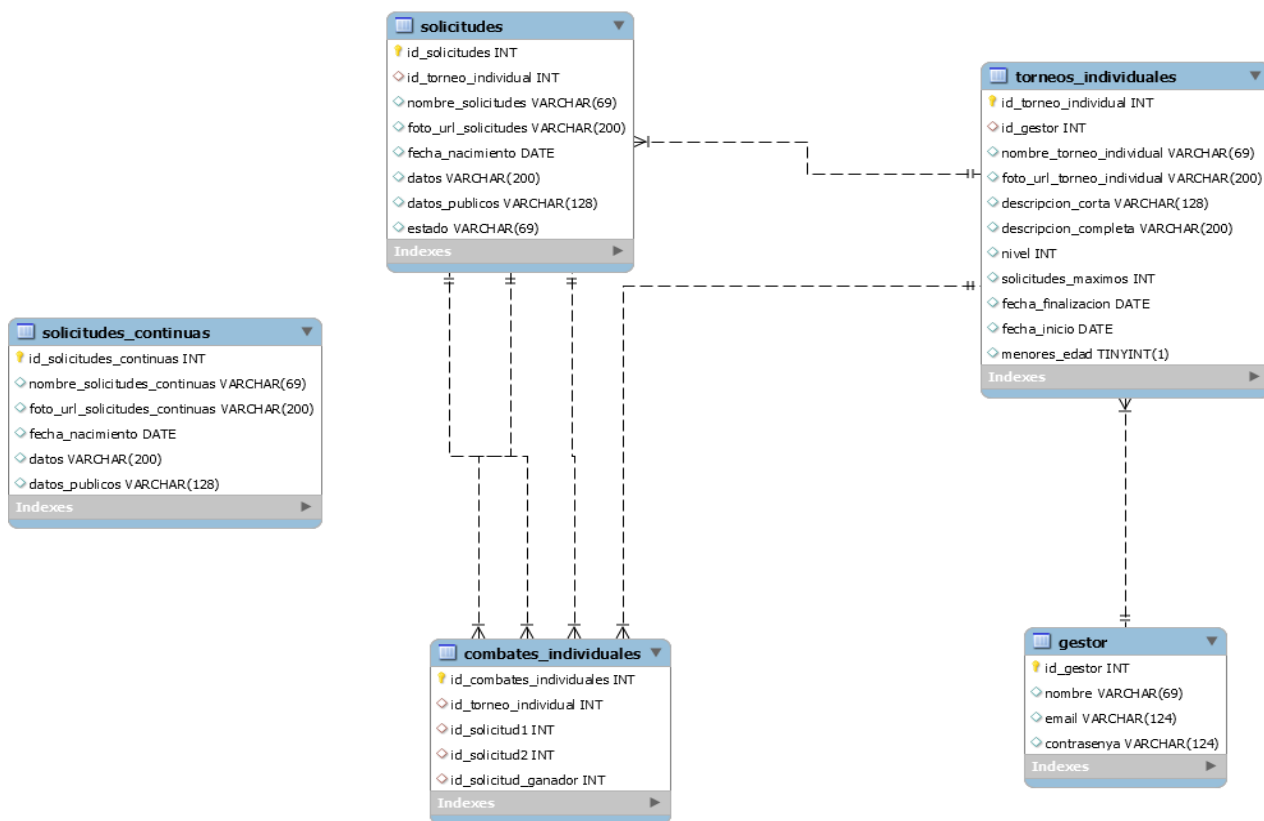 solicitudes
id_solicitudes INT
id_torneo_individual INT
nombre_solicitudes VARCHAR(69)
foto_url_solicitudes VARCHAR(200)
fecha_nacimiento DATE
datos VARCHAR(200)
datos_publicos VARCHAR(128)
estado VARCHAR(69)
Indexes
torneos_individuales
id_torneo_individual INT
id_gestor INT
nombre_torneo_individual VARCHAR(69)
foto_url_torneo_individual VARCHAR(200)
descripcion_corta VARCHAR(128)
descripcion_completa VARCHAR(200)
nivel INT
solicitudes_maximos INT
fecha_finalizacion DATE
fecha_inicio DATE
menores_edad TINYINT(1)
Indexes
solicitudes_continuas
id_solicitudes_continuas INT
nombre_solicitudes_continuas VARCHAR(69)
foto_url_solicitudes_continuas VARCHAR(200)
fecha_nacimiento DATE
datos VARCHAR(200)
datos_publicos VARCHAR(128)
Indexes
combates_individuales
id_combates_individuales INT
id_torneo_individual INT
id_solicitud1 INT
id_solicitud2 INT
id_solicitud_ganador INT
Indexes
gestor
id_gestor INT
nombre VARCHAR(69)
email VARCHAR(124)
contrasenya VARCHAR(124)
Indexes